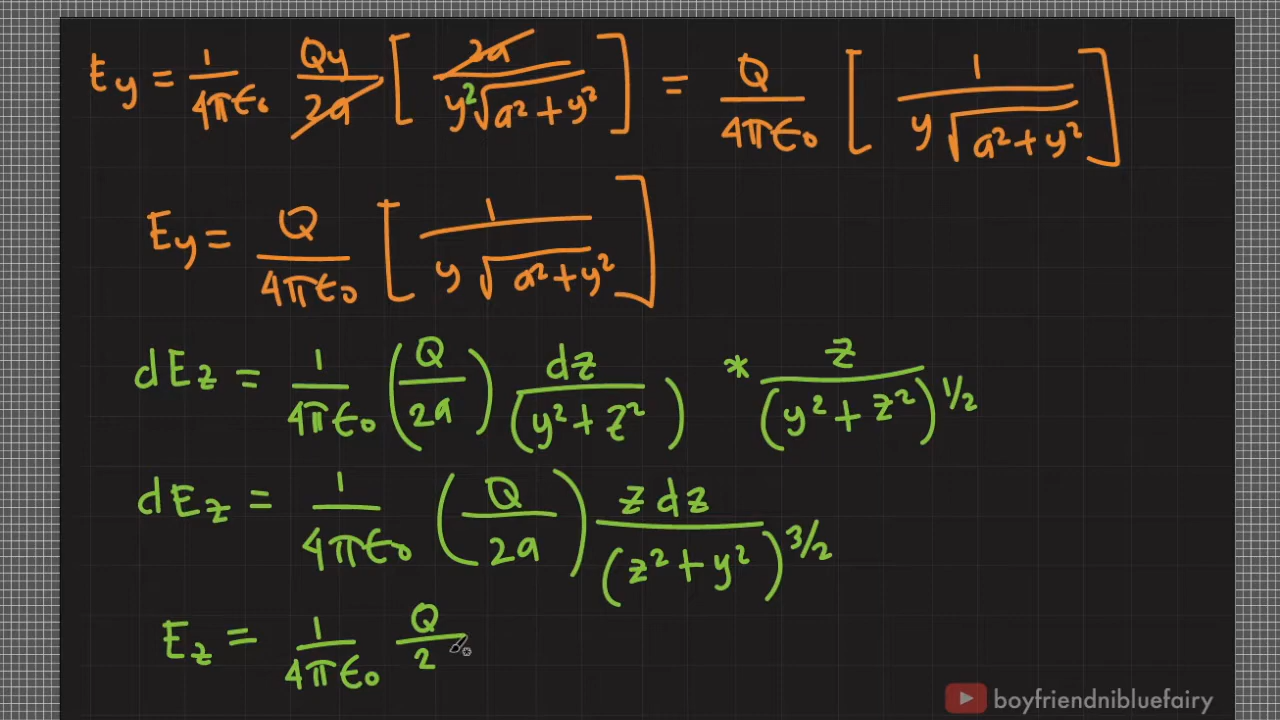 Ey = 1/4πϵ₀ Qy/2a [ 2a / y²√a²+y² ] = Q/4πϵ₀ [ 1 / y√a²+y² ]
Ey = Q/4πϵ₀ [ 1 / y√a²+y² ]
dEz = 1/4πϵ₀ (Q/2a) dz/(y²+z²) * z/(y²+z²)^1/2
dEz = 1/4πϵ₀ (Q/2a) z dz/(z²+y²)^3/2
Ez = 1/4πϵ₀ Q/2
boyfriendnibluefairy